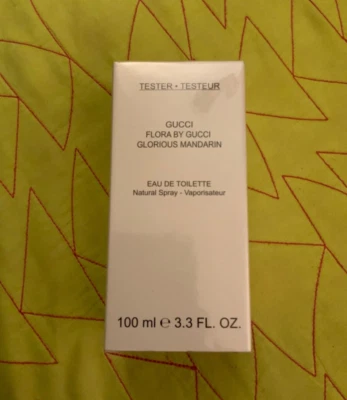 TESTER • TESTEUR
GUCCI
FLORA BY GUCCI
GLORIOUS MANDARIN
EAU DE TOILETTE
Natural Spray - Vaporisateur
100 ml ℮ 3.3 FL. OZ.